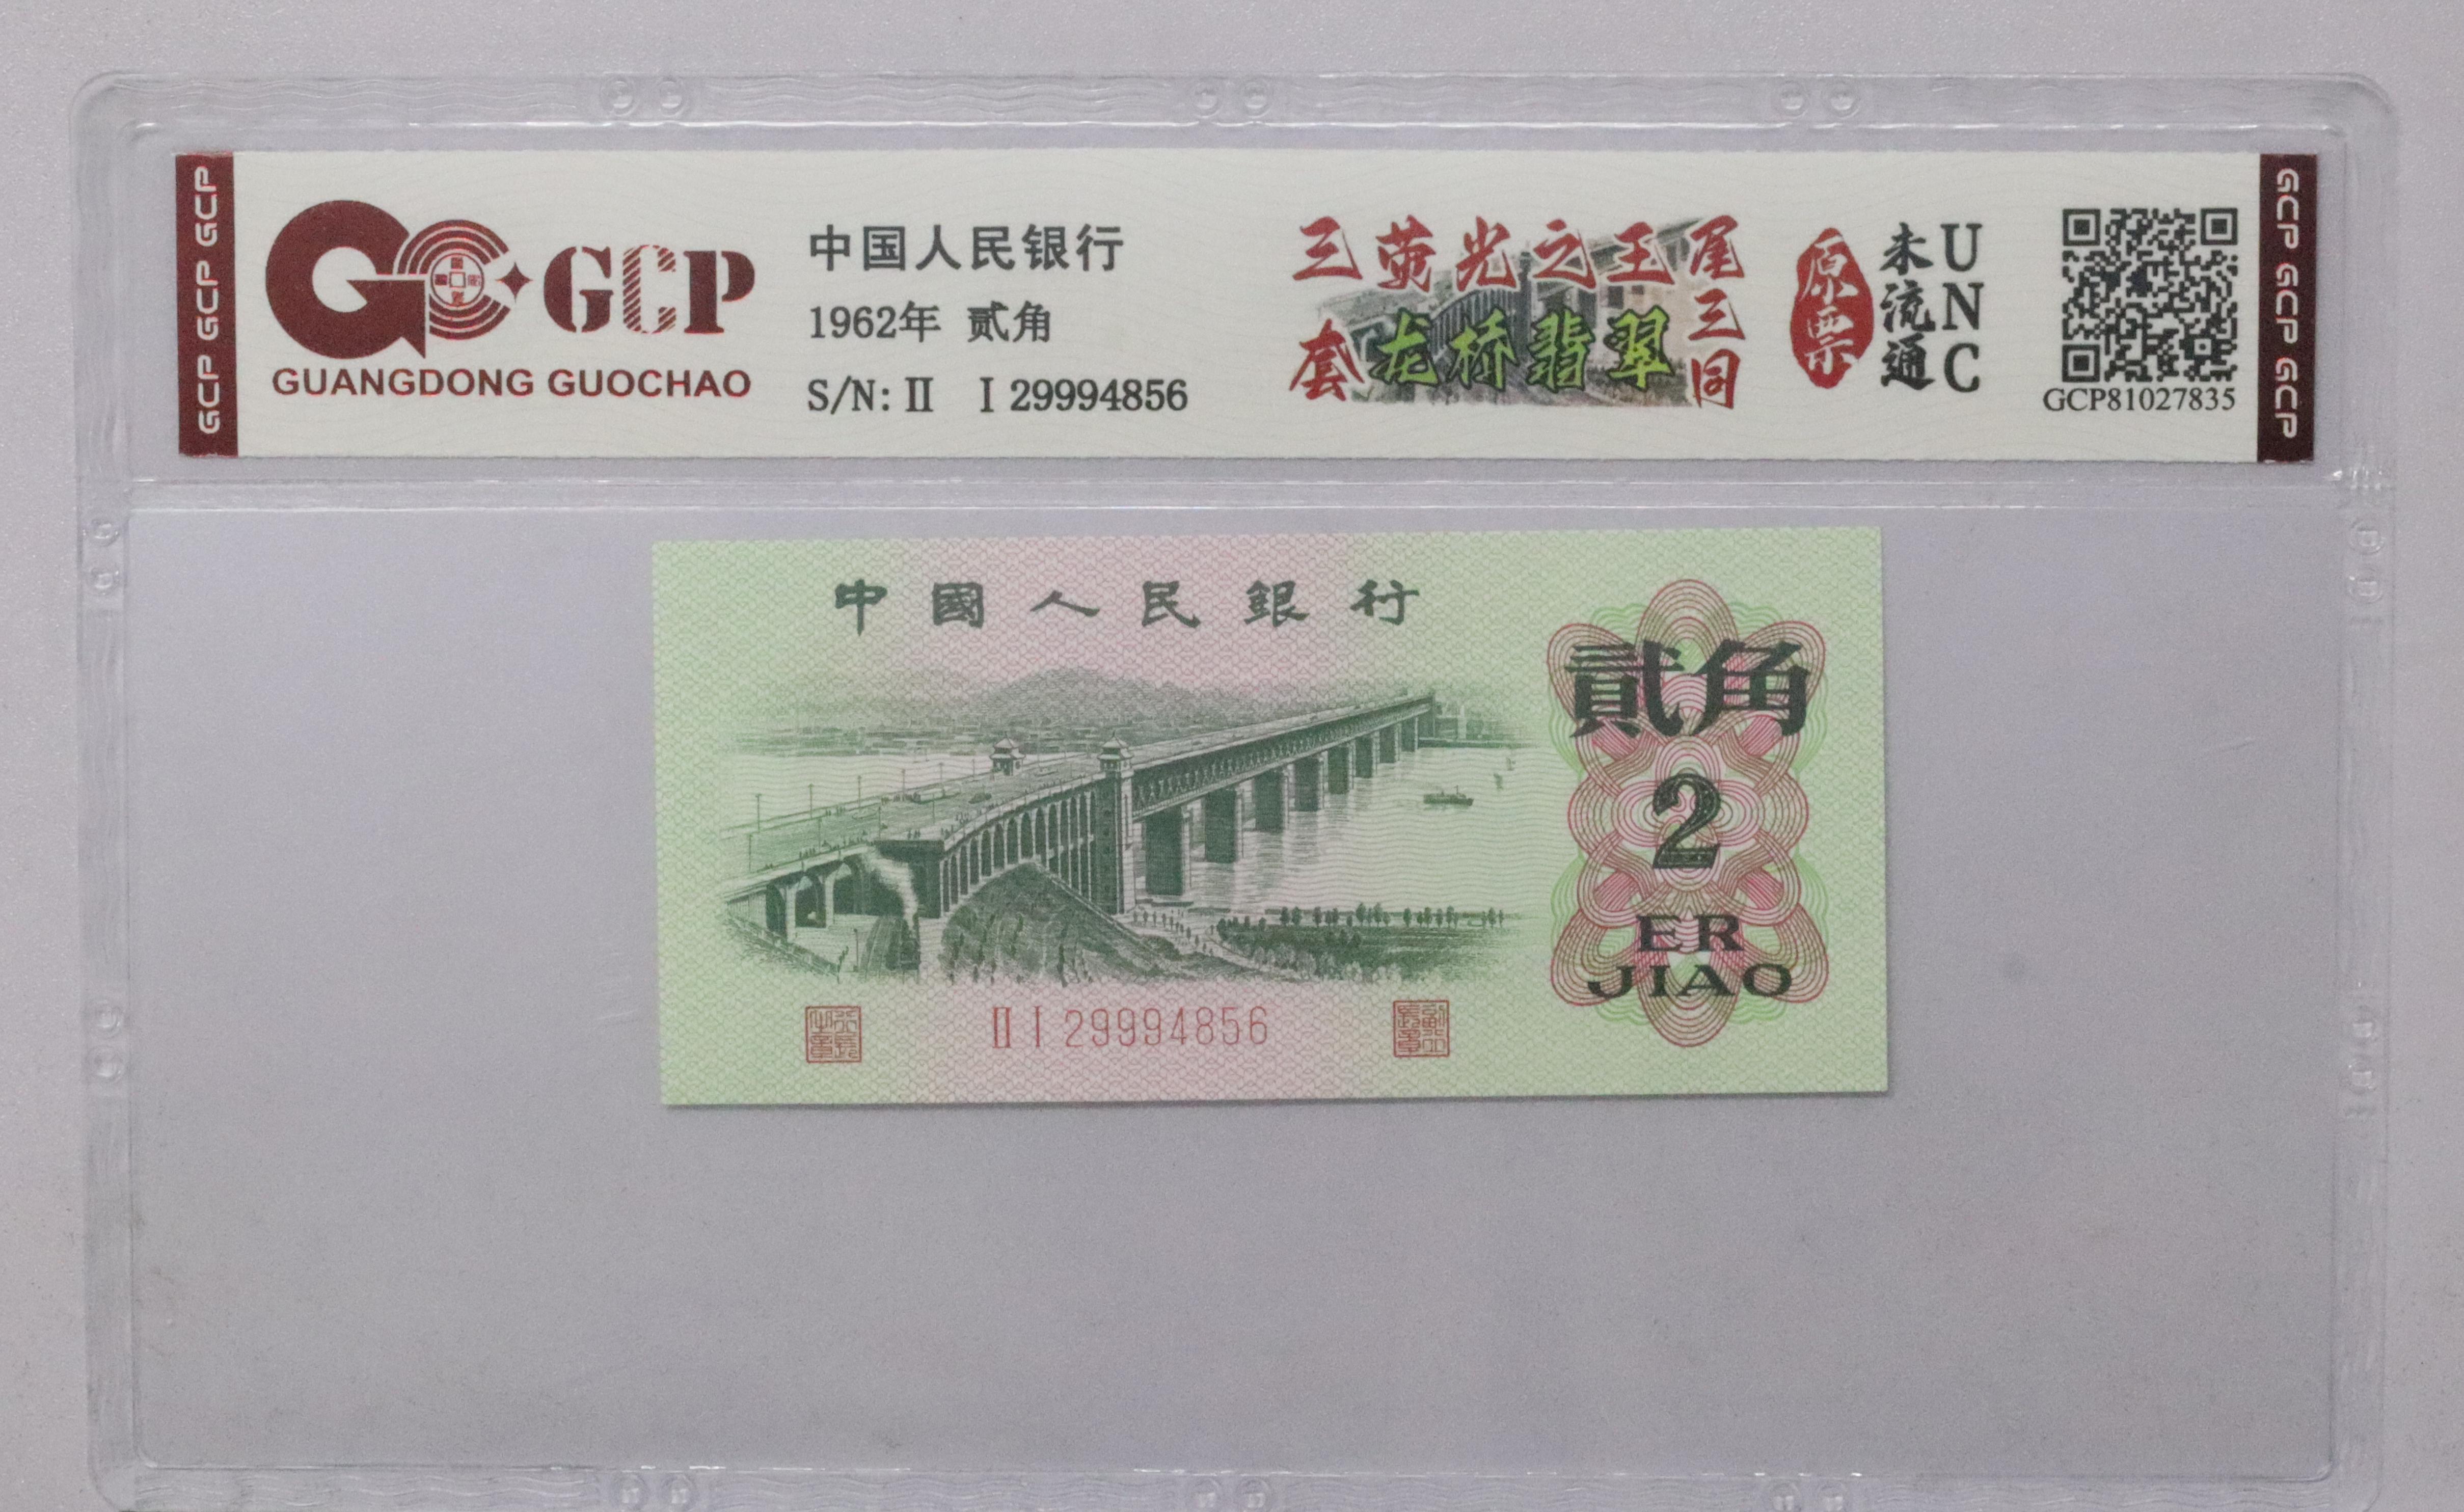 GCP GCP GCP
GCP
GUANGDONG GUOCHAO
中国人民银行
1962年 贰角
S/N: II I 29994856
三荧光之王
套龙桥翡翠
尾三同
原票
未流通
UNC
GCP81027835
GCP GCP GCP
中國人民銀行
貳角
2
ER
JIAO
II I 29994856